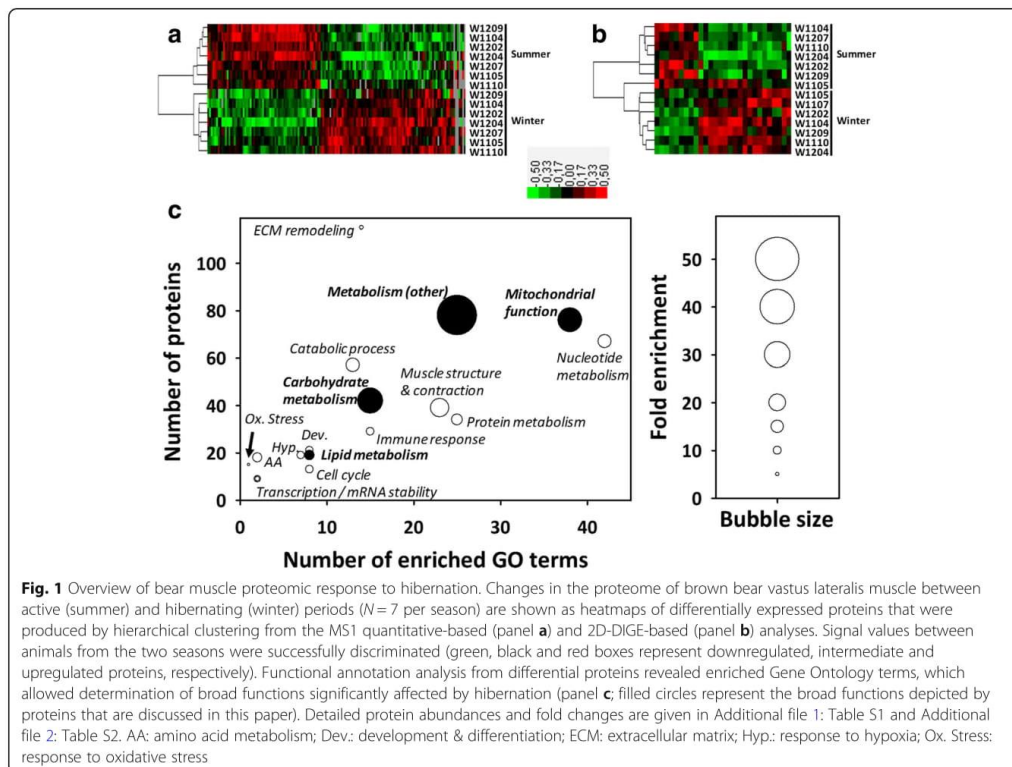 a
W1209
W1104
W1202
W1204
W1207
W1105
W1110
Summer
W1209
W1104
W1202
W1204
W1207
W1105
W1110
Winter
b
W1104
W1207
W1110
W1204
W1202
W1209
W1105
Summer
W1105
W1107
W1202
W1104
W1209
W1110
W1204
Winter
-0,50
-0,33
-0,17
0,00
0,17
0,33
0,50
c
Number of proteins
100
80
60
40
20
0
ECM remodeling
Metabolism (other)
Mitochondrial
function
Catabolic process
Nucleotide
metabolism
Muscle structure
& contraction
Carbohydrate
metabolism
Protein metabolism
Ox. Stress
Immune response
Dev.
Hyp.
Lipid metabolism
AA
Cell cycle
Transcription / mRNA stability
0 10 20 30 40
Number of enriched GO terms
Fold enrichment
50
40
30
20
10
0
Bubble size
Fig. 1 Overview of bear muscle proteomic response to hibernation. Changes in the proteome of brown bear vastus lateralis muscle between
active (summer) and hibernating (winter) periods (N = 7 per season) are shown as heatmaps of differentially expressed proteins that were
produced by hierarchical clustering from the MS1 quantitative-based (panel a) and 2D-DIGE-based (panel b) analyses. Signal values between
animals from the two seasons were successfully discriminated (green, black and red boxes represent downregulated, intermediate and
upregulated proteins, respectively). Functional annotation analysis from differential proteins revealed enriched Gene Ontology terms, which
allowed determination of broad functions significantly affected by hibernation (panel c; filled circles represent the broad functions depicted by
proteins that are discussed in this paper). Detailed protein abundances and fold changes are given in Additional file 1: Table S1 and Additional
file 2: Table S2. AA: amino acid metabolism; Dev.: development & differentiation; ECM: extracellular matrix; Hyp.: response to hypoxia; Ox. Stress:
response to oxidative stress